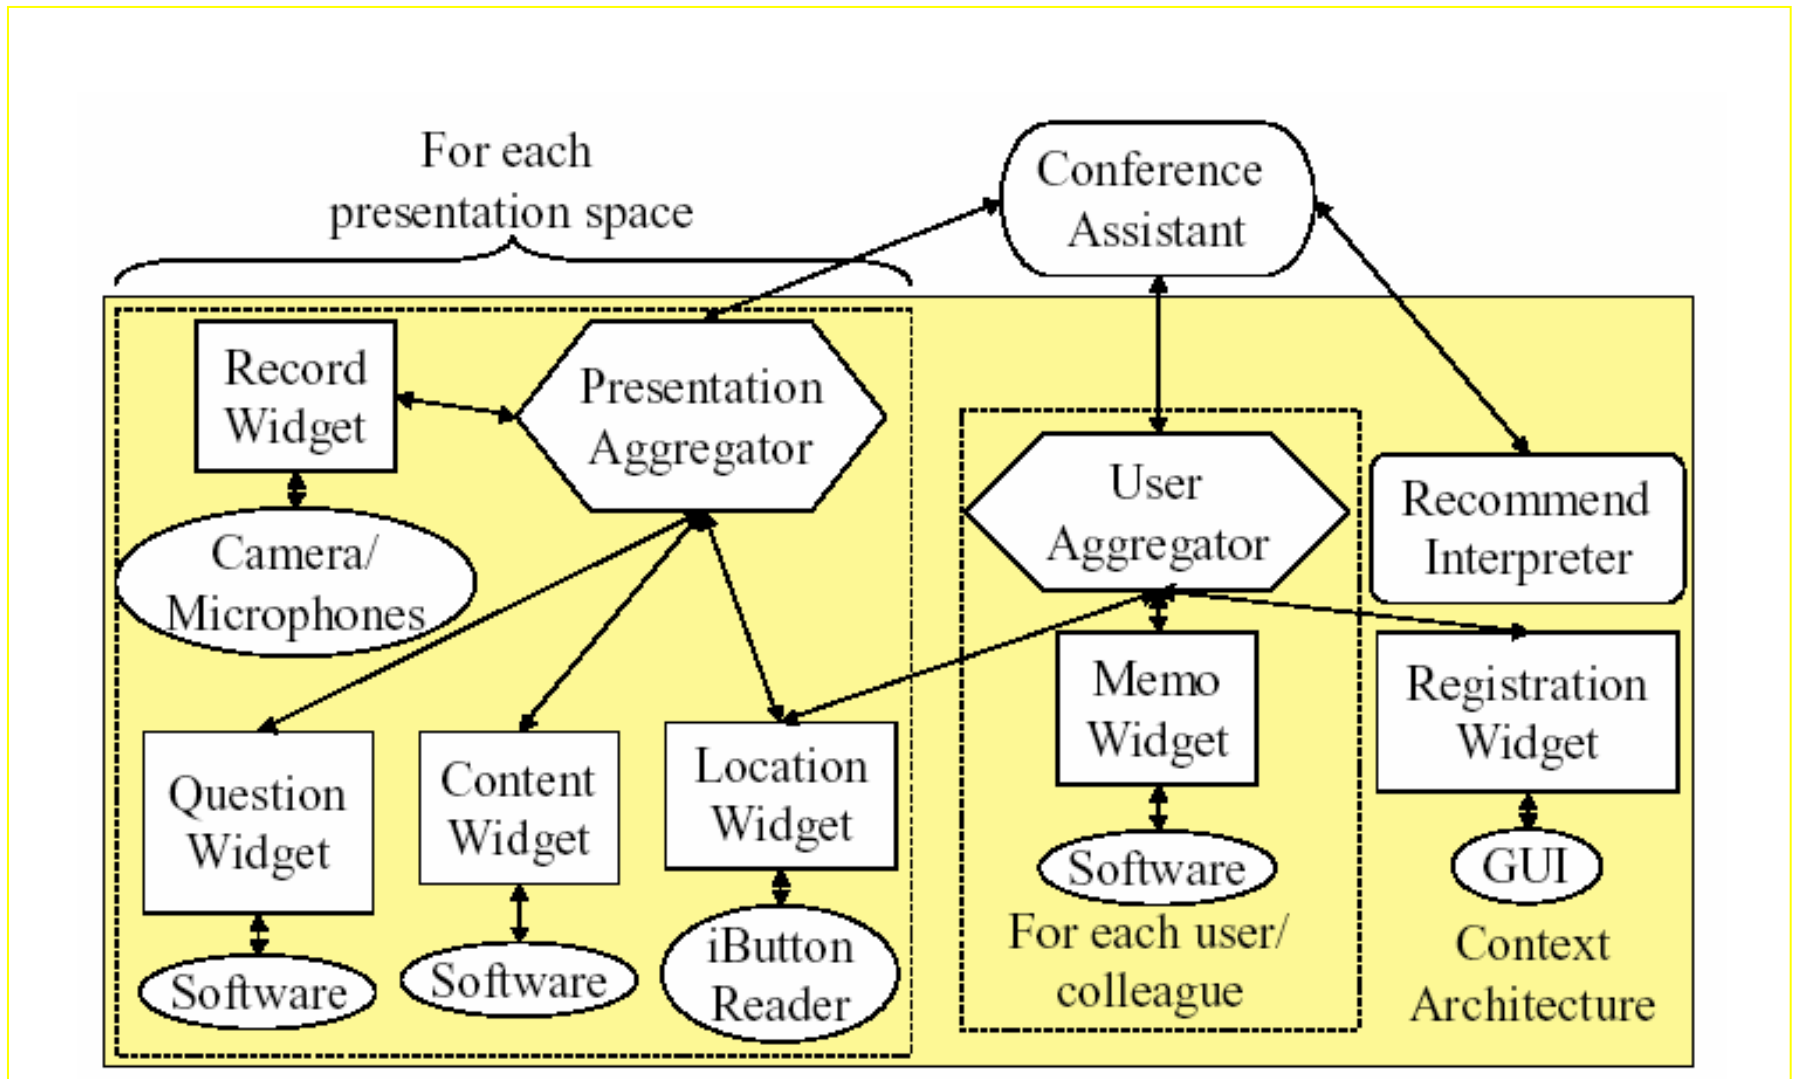 For each
presentation space
Conference
Assistant
Record
Widget
Presentation
Aggregator
Camera/
Microphones
User
Aggregator
Recommend
Interpreter
Question
Widget
Content
Widget
Location
Widget
Memo
Widget
Registration
Widget
Software
Software
iButton
Reader
Software
GUI
For each user/
colleague
Context
Architecture